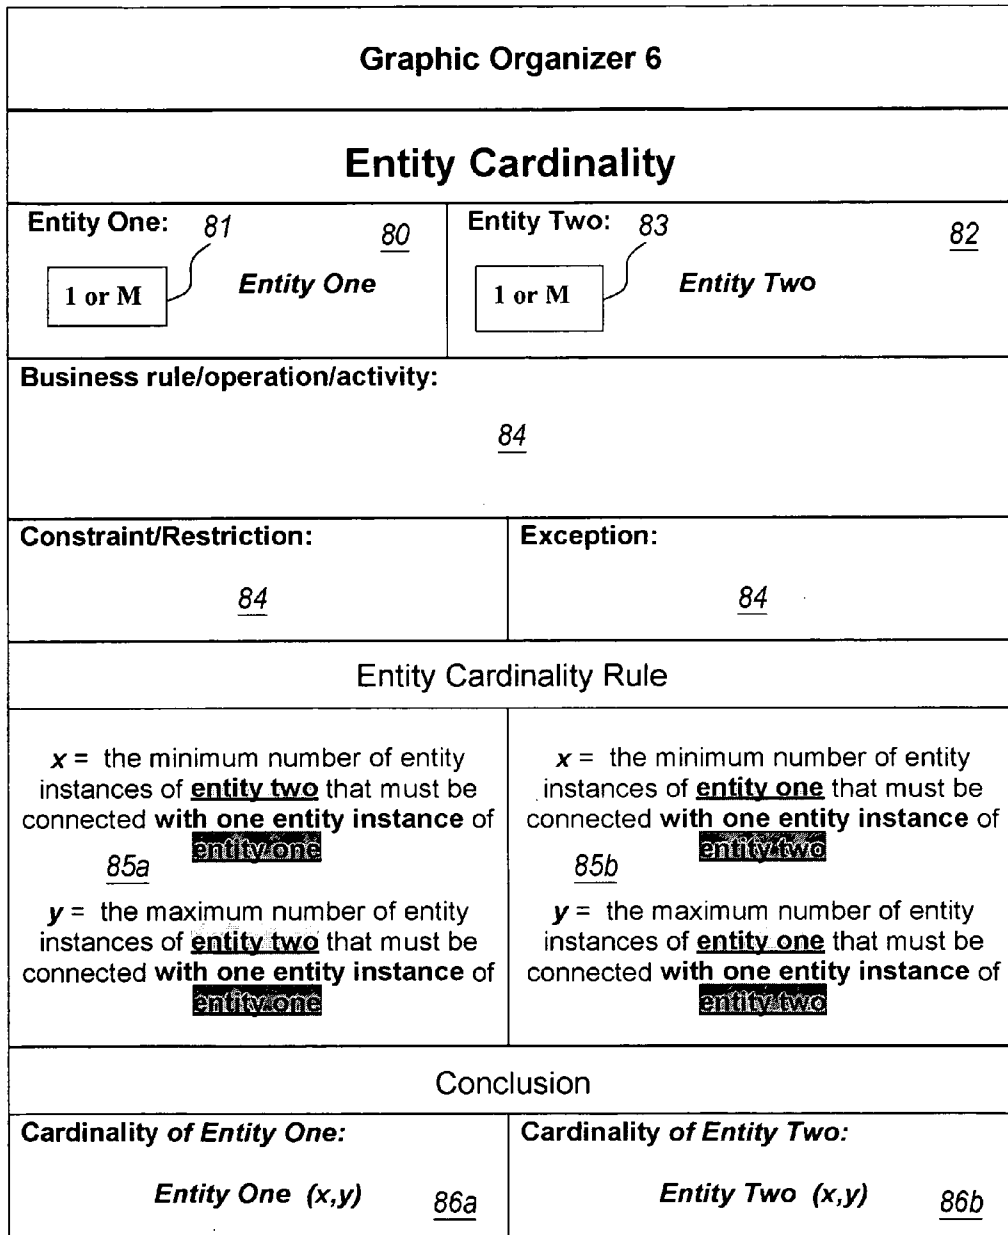 Graphic Organizer 6
Entity Cardinality
Entity One: 81 80
1 or M Entity One
Entity Two: 83 82
1 or M Entity Two
Business rule/operation/activity:
84
Constraint/Restriction:
84
Exception:
84
Entity Cardinality Rule
x = the minimum number of entity
instances of entity two that must be
connected with one entity instance of
entity one
85a
y = the maximum number of entity
instances of entity two that must be
connected with one entity instance of
entity one
x = the minimum number of entity
instances of entity one that must be
connected with one entity instance of
entity two
85b
y = the maximum number of entity
instances of entity one that must be
connected with one entity instance of
entity two
Conclusion
Cardinality of Entity One:
Entity One (x,y) 86a
Cardinality of Entity Two:
Entity Two (x,y) 86b